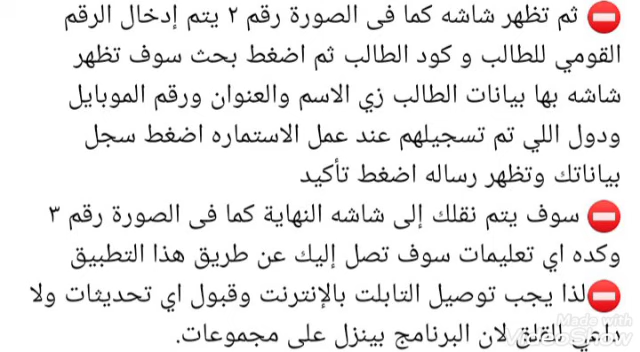 ⛔ ثم تظهر شاشه كما فى الصورة رقم ٢ يتم إدخال الرقم
القومي للطالب و كود الطالب ثم اضغط بحث سوف تظهر
شاشه بها بيانات الطالب زي الاسم والعنوان ورقم الموبايل
ودول اللي تم تسجيلهم عند عمل الاستماره اضغط سجل
بياناتك وتظهر رساله اضغط تأكيد
⛔ سوف يتم نقلك إلى شاشه النهاية كما فى الصورة رقم ٣
وكده اي تعليمات سوف تصل إليك عن طريق هذا التطبيق
⛔لذا يجب توصيل التابلت بالإنترنت وقبول اي تحديثات ولا
داعي القلق لان البرنامج بينزل على مجموعات.
Made with
VideoShow